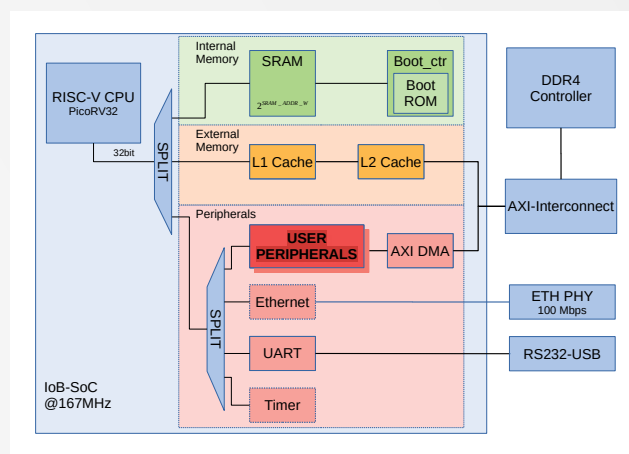 Internal
Memory
SRAM
2^SRAM_ADDR_W
Boot_ctr
Boot
ROM
RISC-V CPU
PicoRV32
32bit
SPLIT
External
Memory
L1 Cache
L2 Cache
DDR4
Controller
AXI-Interconnect
Peripherals
USER
PERIPHERALS
AXI DMA
SPLIT
Ethernet
ETH PHY
100 Mbps
UART
RS232-USB
Timer
IoB-SoC
@167MHz